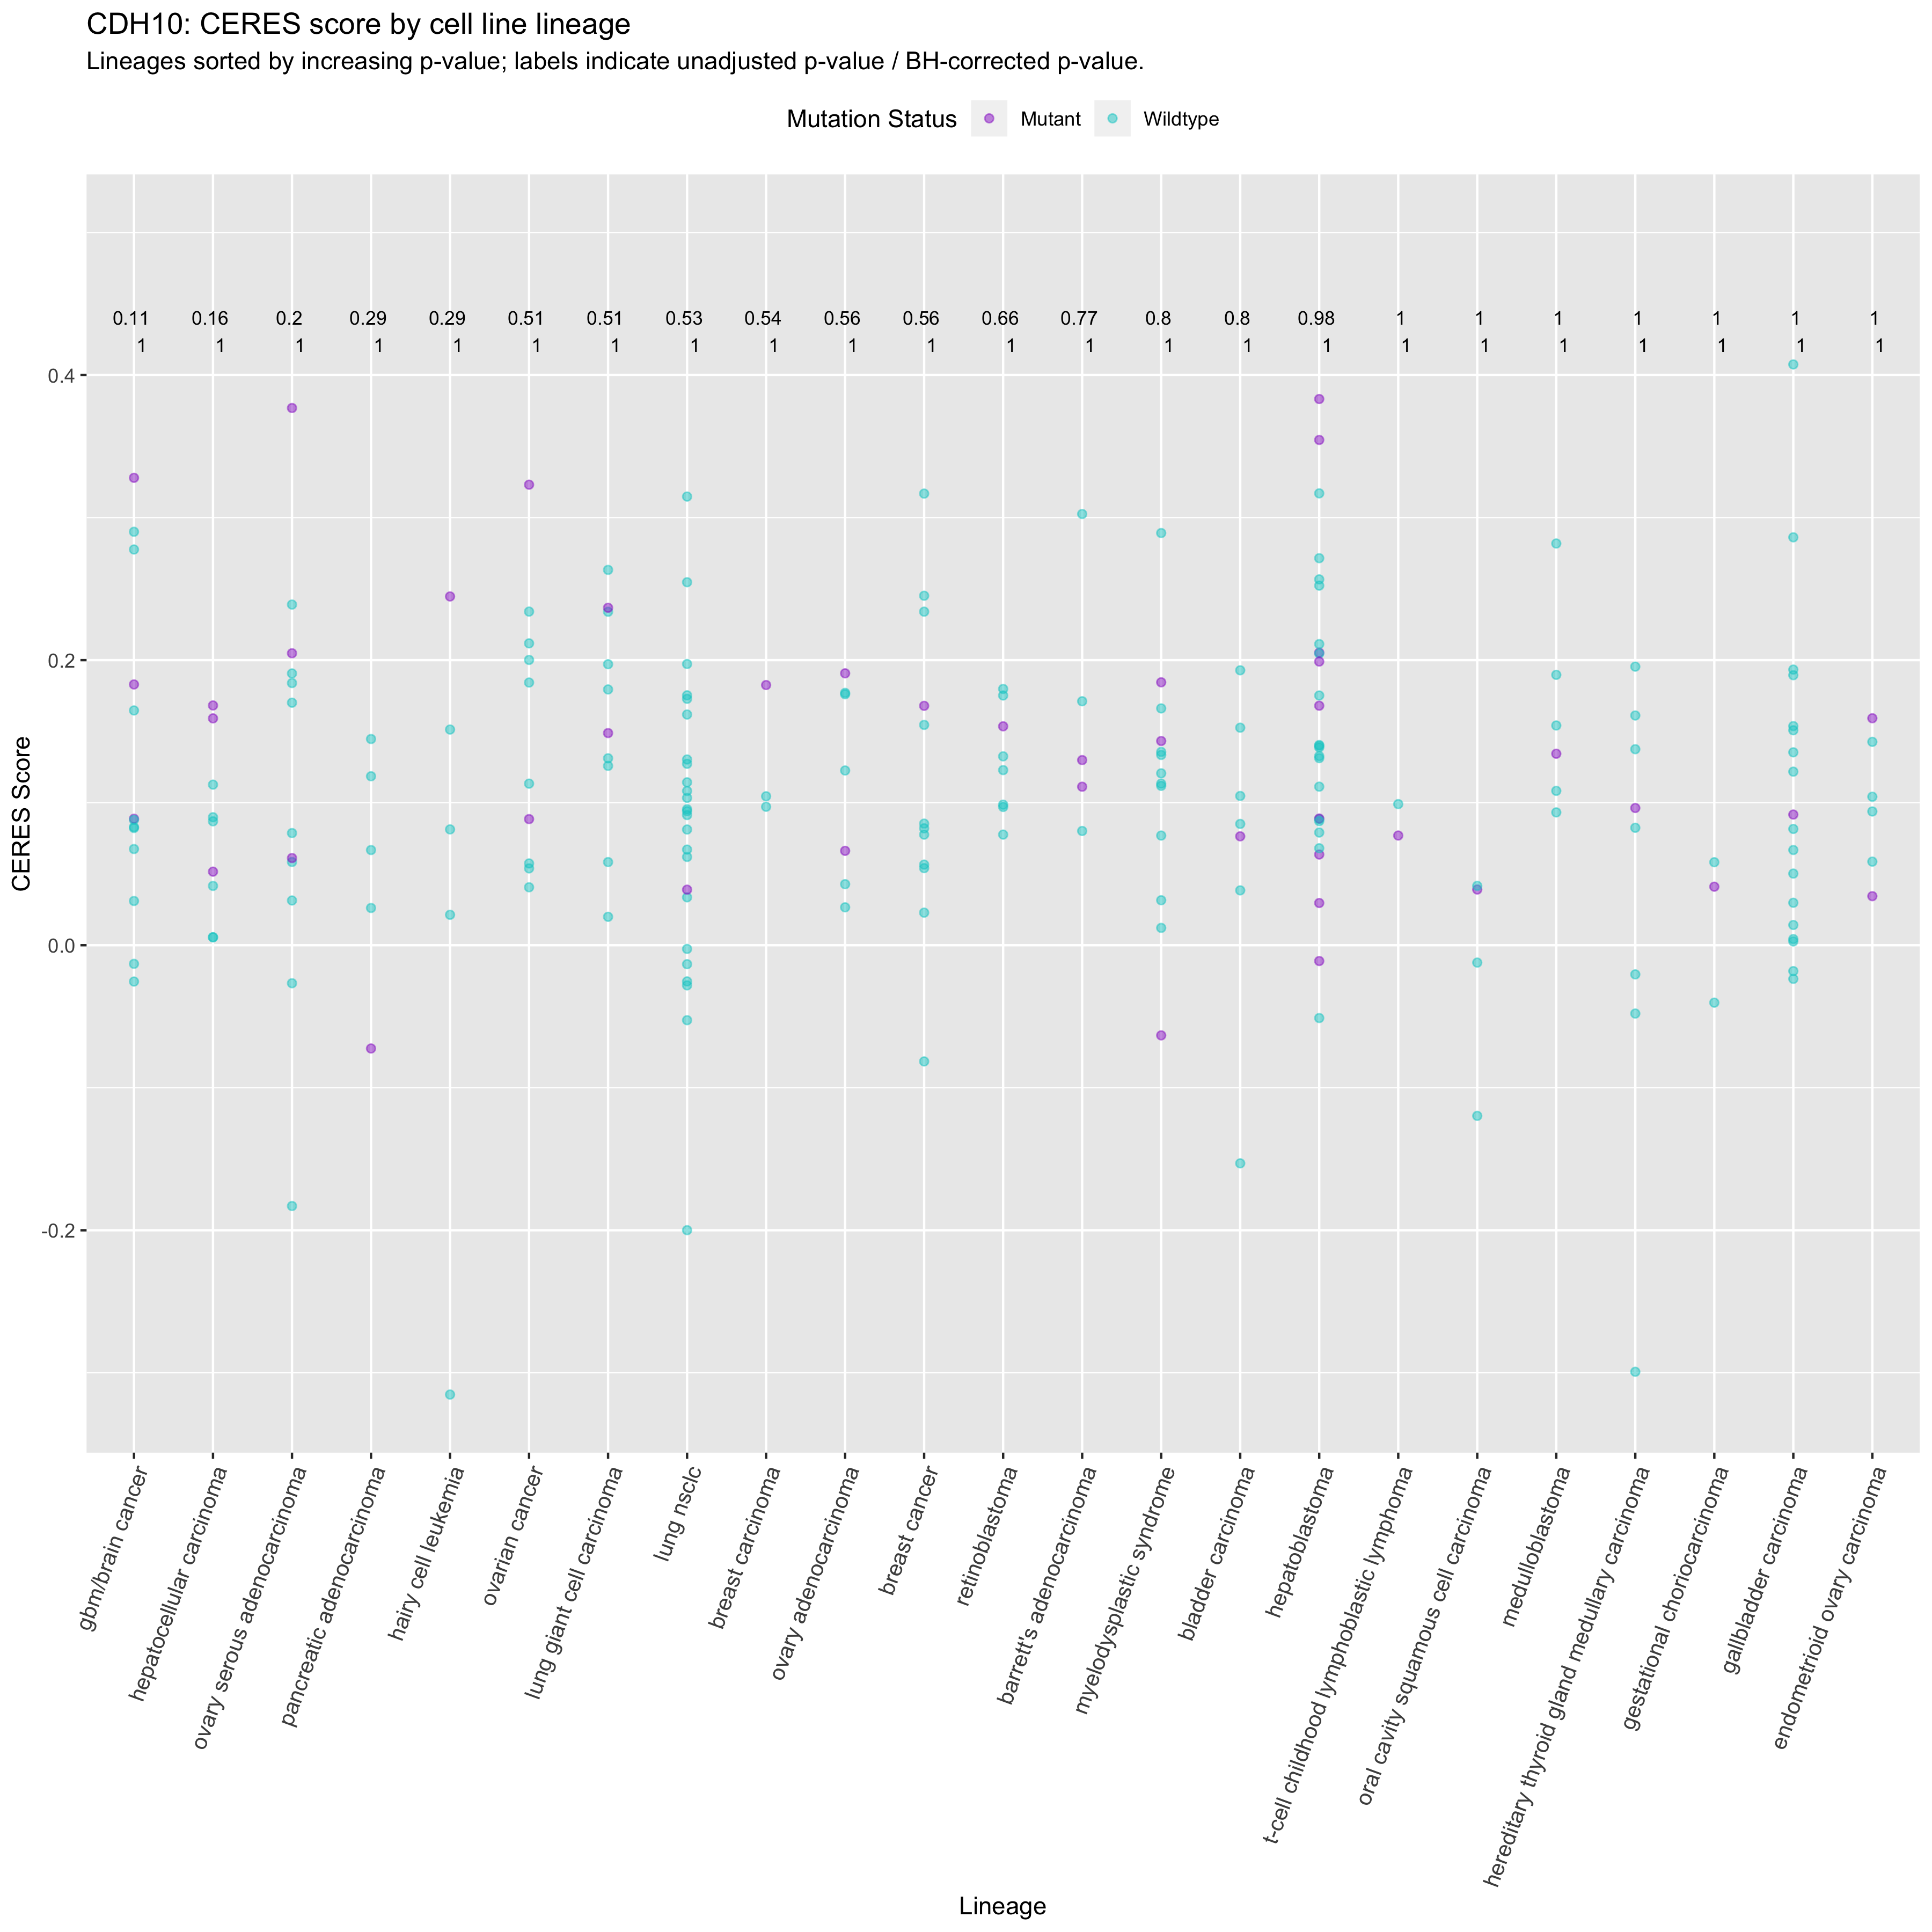 CDH10: CERES score by cell line lineage
Lineages sorted by increasing p-value; labels indicate unadjusted p-value / BH-corrected p-value.
Mutation Status Mutant Wildtype
0.11 0.16 0.2 0.29 0.29 0.51 0.51 0.53 0.54 0.56 0.56 0.66 0.77 0.8 0.8 0.98 1 1 1 1 1 1 1
1 1 1 1 1 1 1 1 1 1 1 1 1 1 1 1 1 1 1 1 1 1 1
0.4
0.2
0.0
-0.2
CERES Score
gbm/brain cancer
hepatocellular carcinoma
ovary serous adenocarcinoma
pancreatic adenocarcinoma
hairy cell leukemia
ovarian cancer
lung giant cell carcinoma
lung nsclc
breast carcinoma
ovary adenocarcinoma
breast cancer
retinoblastoma
barrett's adenocarcinoma
myelodysplastic syndrome
bladder carcinoma
hepatoblastoma
t-cell childhood lymphoblastic lymphoma
oral cavity squamous cell carcinoma
medulloblastoma
hereditary thyroid gland medullary carcinoma
gestational choriocarcinoma
gallbladder carcinoma
endometrioid ovary carcinoma
Lineage